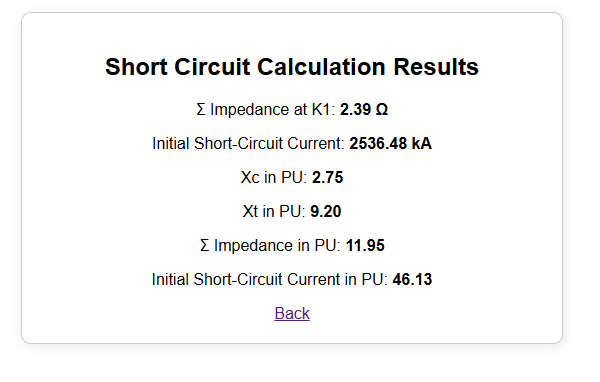 Short Circuit Calculation Results
Σ Impedance at K1: 2.39 Ω
Initial Short-Circuit Current: 2536.48 kA
Xc in PU: 2.75
Xt in PU: 9.20
Σ Impedance in PU: 11.95
Initial Short-Circuit Current in PU: 46.13
Back